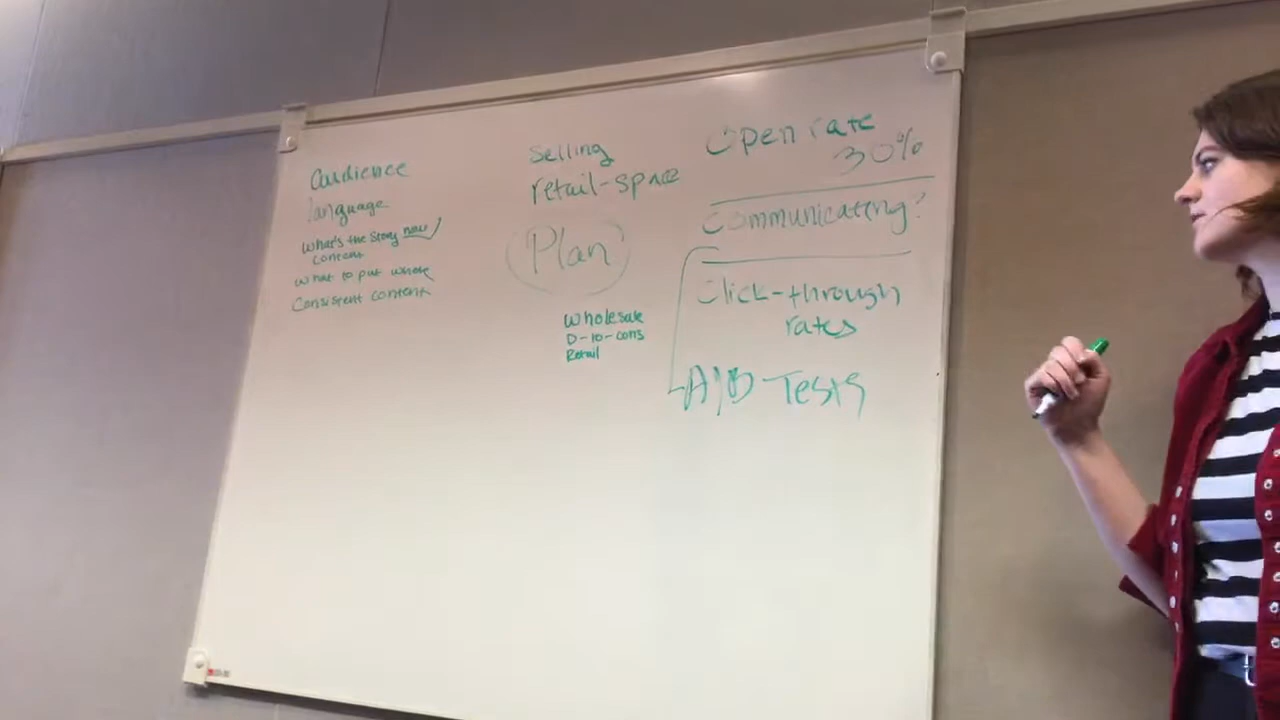 Audience
language
What's the story now
content
What to put where
Consistent content
Selling
retail-space
Plan
Wholesale
D-to-cons
Retail
Open rate
30%
Communicating?
Click-through
rates
A/B Tests